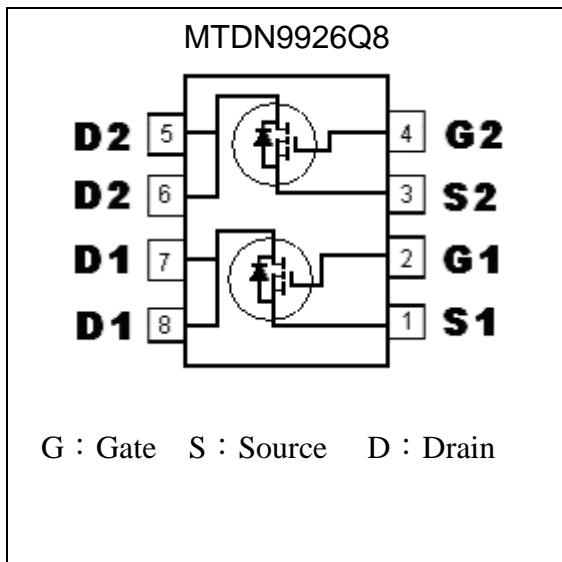 MTDN9926Q8
D2 5 4 G2
D2 6 3 S2
D1 7 2 G1
D1 8 1 S1
G：Gate S：Source D：Drain